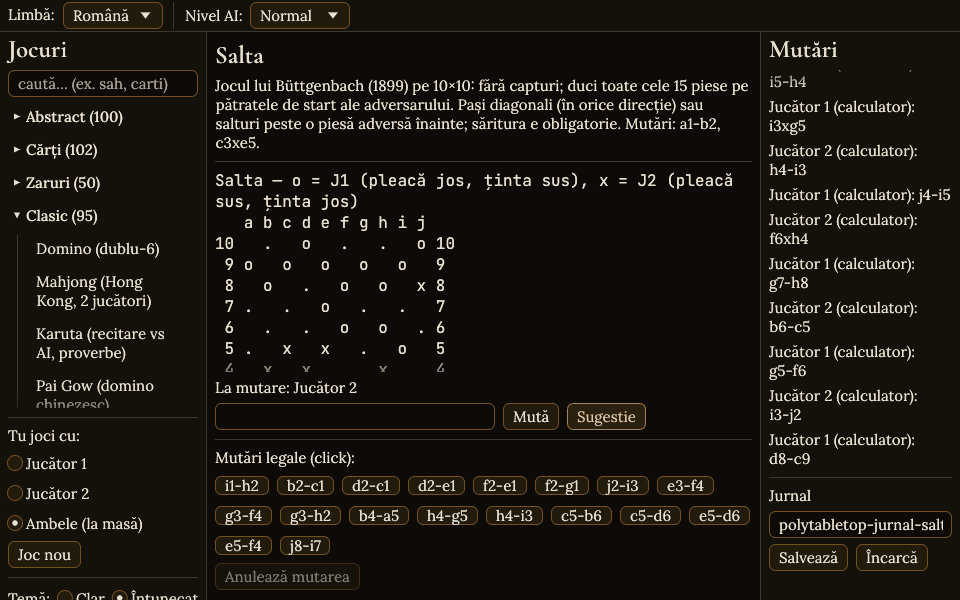 Limbă: Română ▼ Nivel AI: Normal ▼
Jocuri
caută... (ex. sah, carti)
▸ Abstract (100)
▸ Cărți (102)
▸ Zaruri (50)
▾ Clasic (95)
Domino (dublu-6)
Mahjong (Hong
Kong, 2 jucători)
Karuta (recitare vs
AI, proverbe)
Pai Gow (domino
chinezesc)
Tu joci cu:
Jucător 1
Jucător 2
Ambele (la masă)
Joc nou
Temă: Clar Întunecat
Salta
Jocul lui Büttgenbach (1899) pe 10×10: fără capturi; duci toate cele 15 piese pe
pătratele de start ale adversarului. Pași diagonali (în orice direcție) sau
salturi peste o piesă adversă înainte; săritura e obligatorie. Mutări: a1-b2,
c3xe5.
Salta — o = J1 (pleacă jos, ținta sus), x = J2 (pleacă
sus, ținta jos)
a b c d e f g h i j
10 . o . . o 10
9 o o o o o 9
8 o . o o x 8
7 . . o . . 7
6 . . o o . 6
5 . x x . o 5
4 x x x 4
La mutare: Jucător 2
Mută Sugestie
Mutări legale (click):
i1-h2 b2-c1 d2-c1 d2-e1 f2-e1 f2-g1 j2-i3 e3-f4
g3-f4 g3-h2 b4-a5 h4-g5 h4-i3 c5-b6 c5-d6 e5-d6
e5-f4 j8-i7
Anulează mutarea
Mutări
i5-h4
Jucător 1 (calculator):
i3xg5
Jucător 2 (calculator):
h4-i3
Jucător 1 (calculator): j4-i5
Jucător 2 (calculator):
f6xh4
Jucător 1 (calculator):
g7-h8
Jucător 2 (calculator):
b6-c5
Jucător 1 (calculator):
g5-f6
Jucător 2 (calculator):
i3-j2
Jucător 1 (calculator):
d8-c9
Jurnal
polytabletop-jurnal-salt
Salvează Încarcă